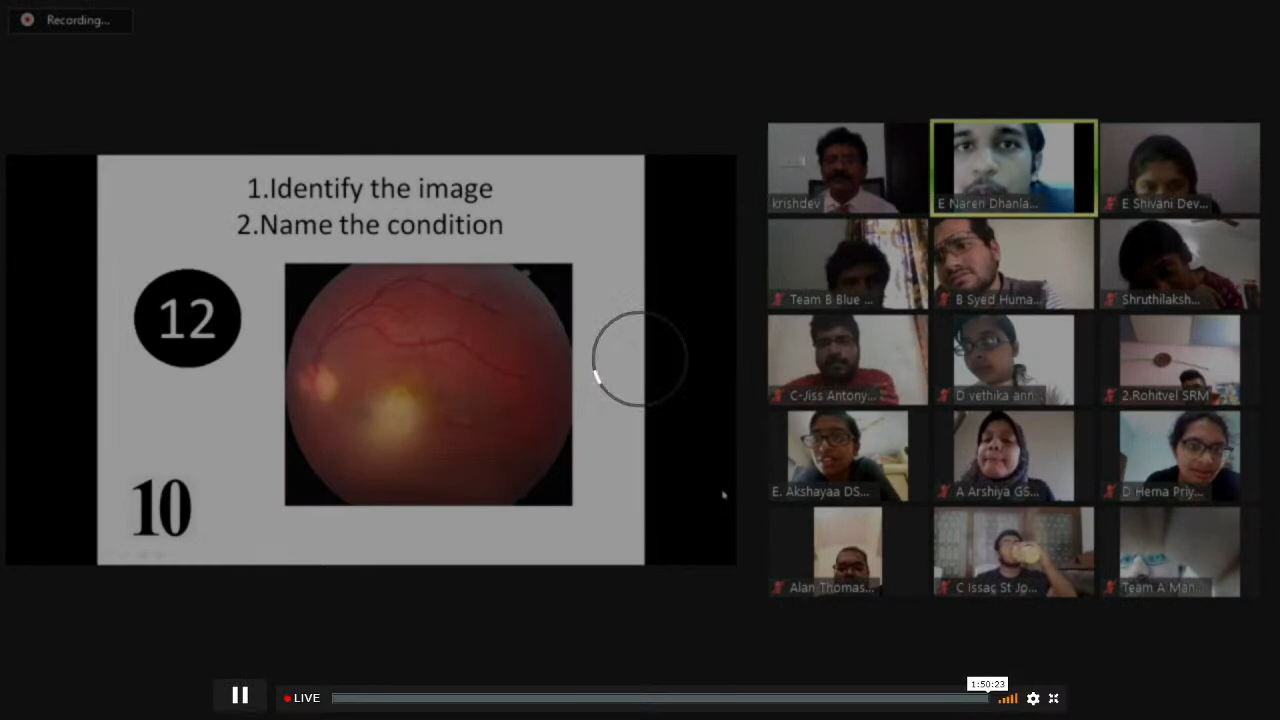 Recording...
1.Identify the image
2.Name the condition
12
10
krishdev
E Naren Dhanla...
E Shivani Dev...
Team B Blue ...
B Syed Huma...
Shruthilaksh...
C-Jiss Antony...
D vethika ann...
2.Rohitvel SRM
E. Akshayaa DS...
A Arshiya GS...
D Hema Priy...
Alan Thomas...
C Issac St Jo...
Team A Man...
1:50:23
LIVE